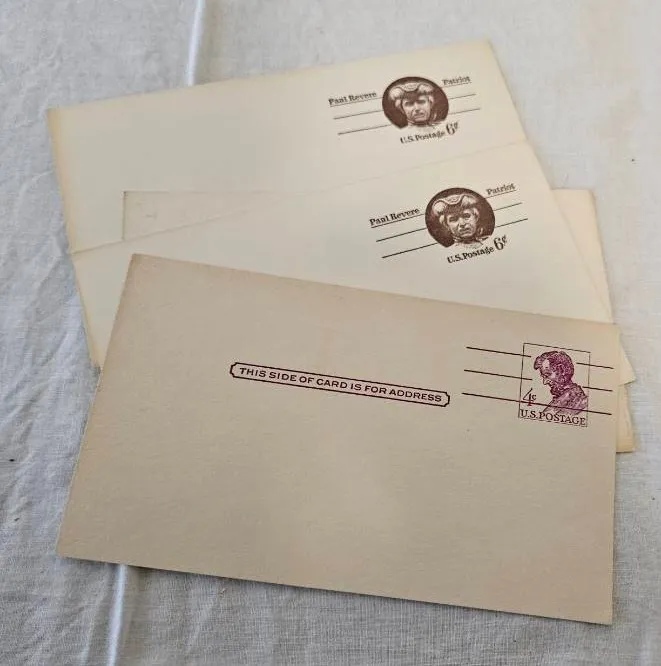 Paul Revere Patriot
U.S. Postage 6¢
Paul Revere Patriot
U.S. Postage 6¢
THIS SIDE OF CARD IS FOR ADDRESS
4¢
U.S. POSTAGE